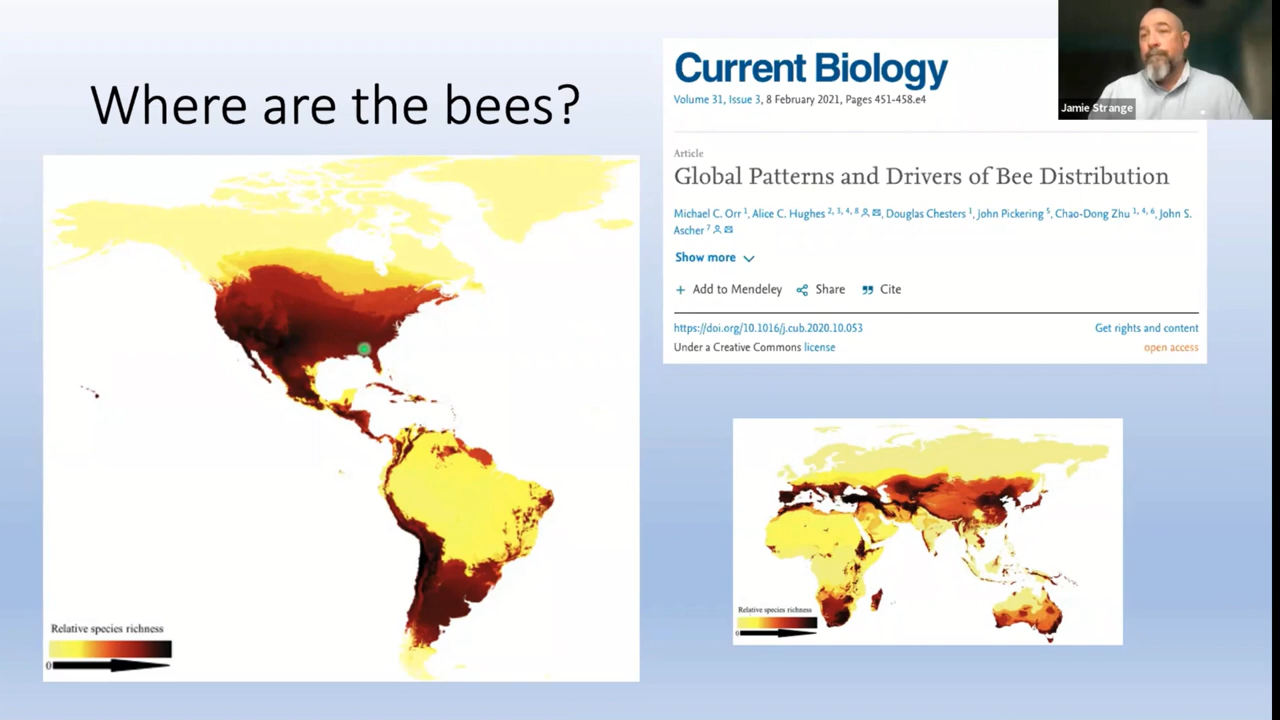 Where are the bees?
Current Biology
Volume 31, Issue 3, 8 February 2021, Pages 451-458.e4
Jamie Strange
Article
Global Patterns and Drivers of Bee Distribution
Michael C. Orr 1, Alice C. Hughes 2, 3, 4, 8, Douglas Chesters 1, John Pickering 5, Chao-Dong Zhu 1, 4, 6, John S.
Ascher 7
Show more
+ Add to Mendeley Share Cite
https://doi.org/10.1016/j.cub.2020.10.053 Get rights and content
Under a Creative Commons license open access
Relative species richness
0
Relative species richness
0